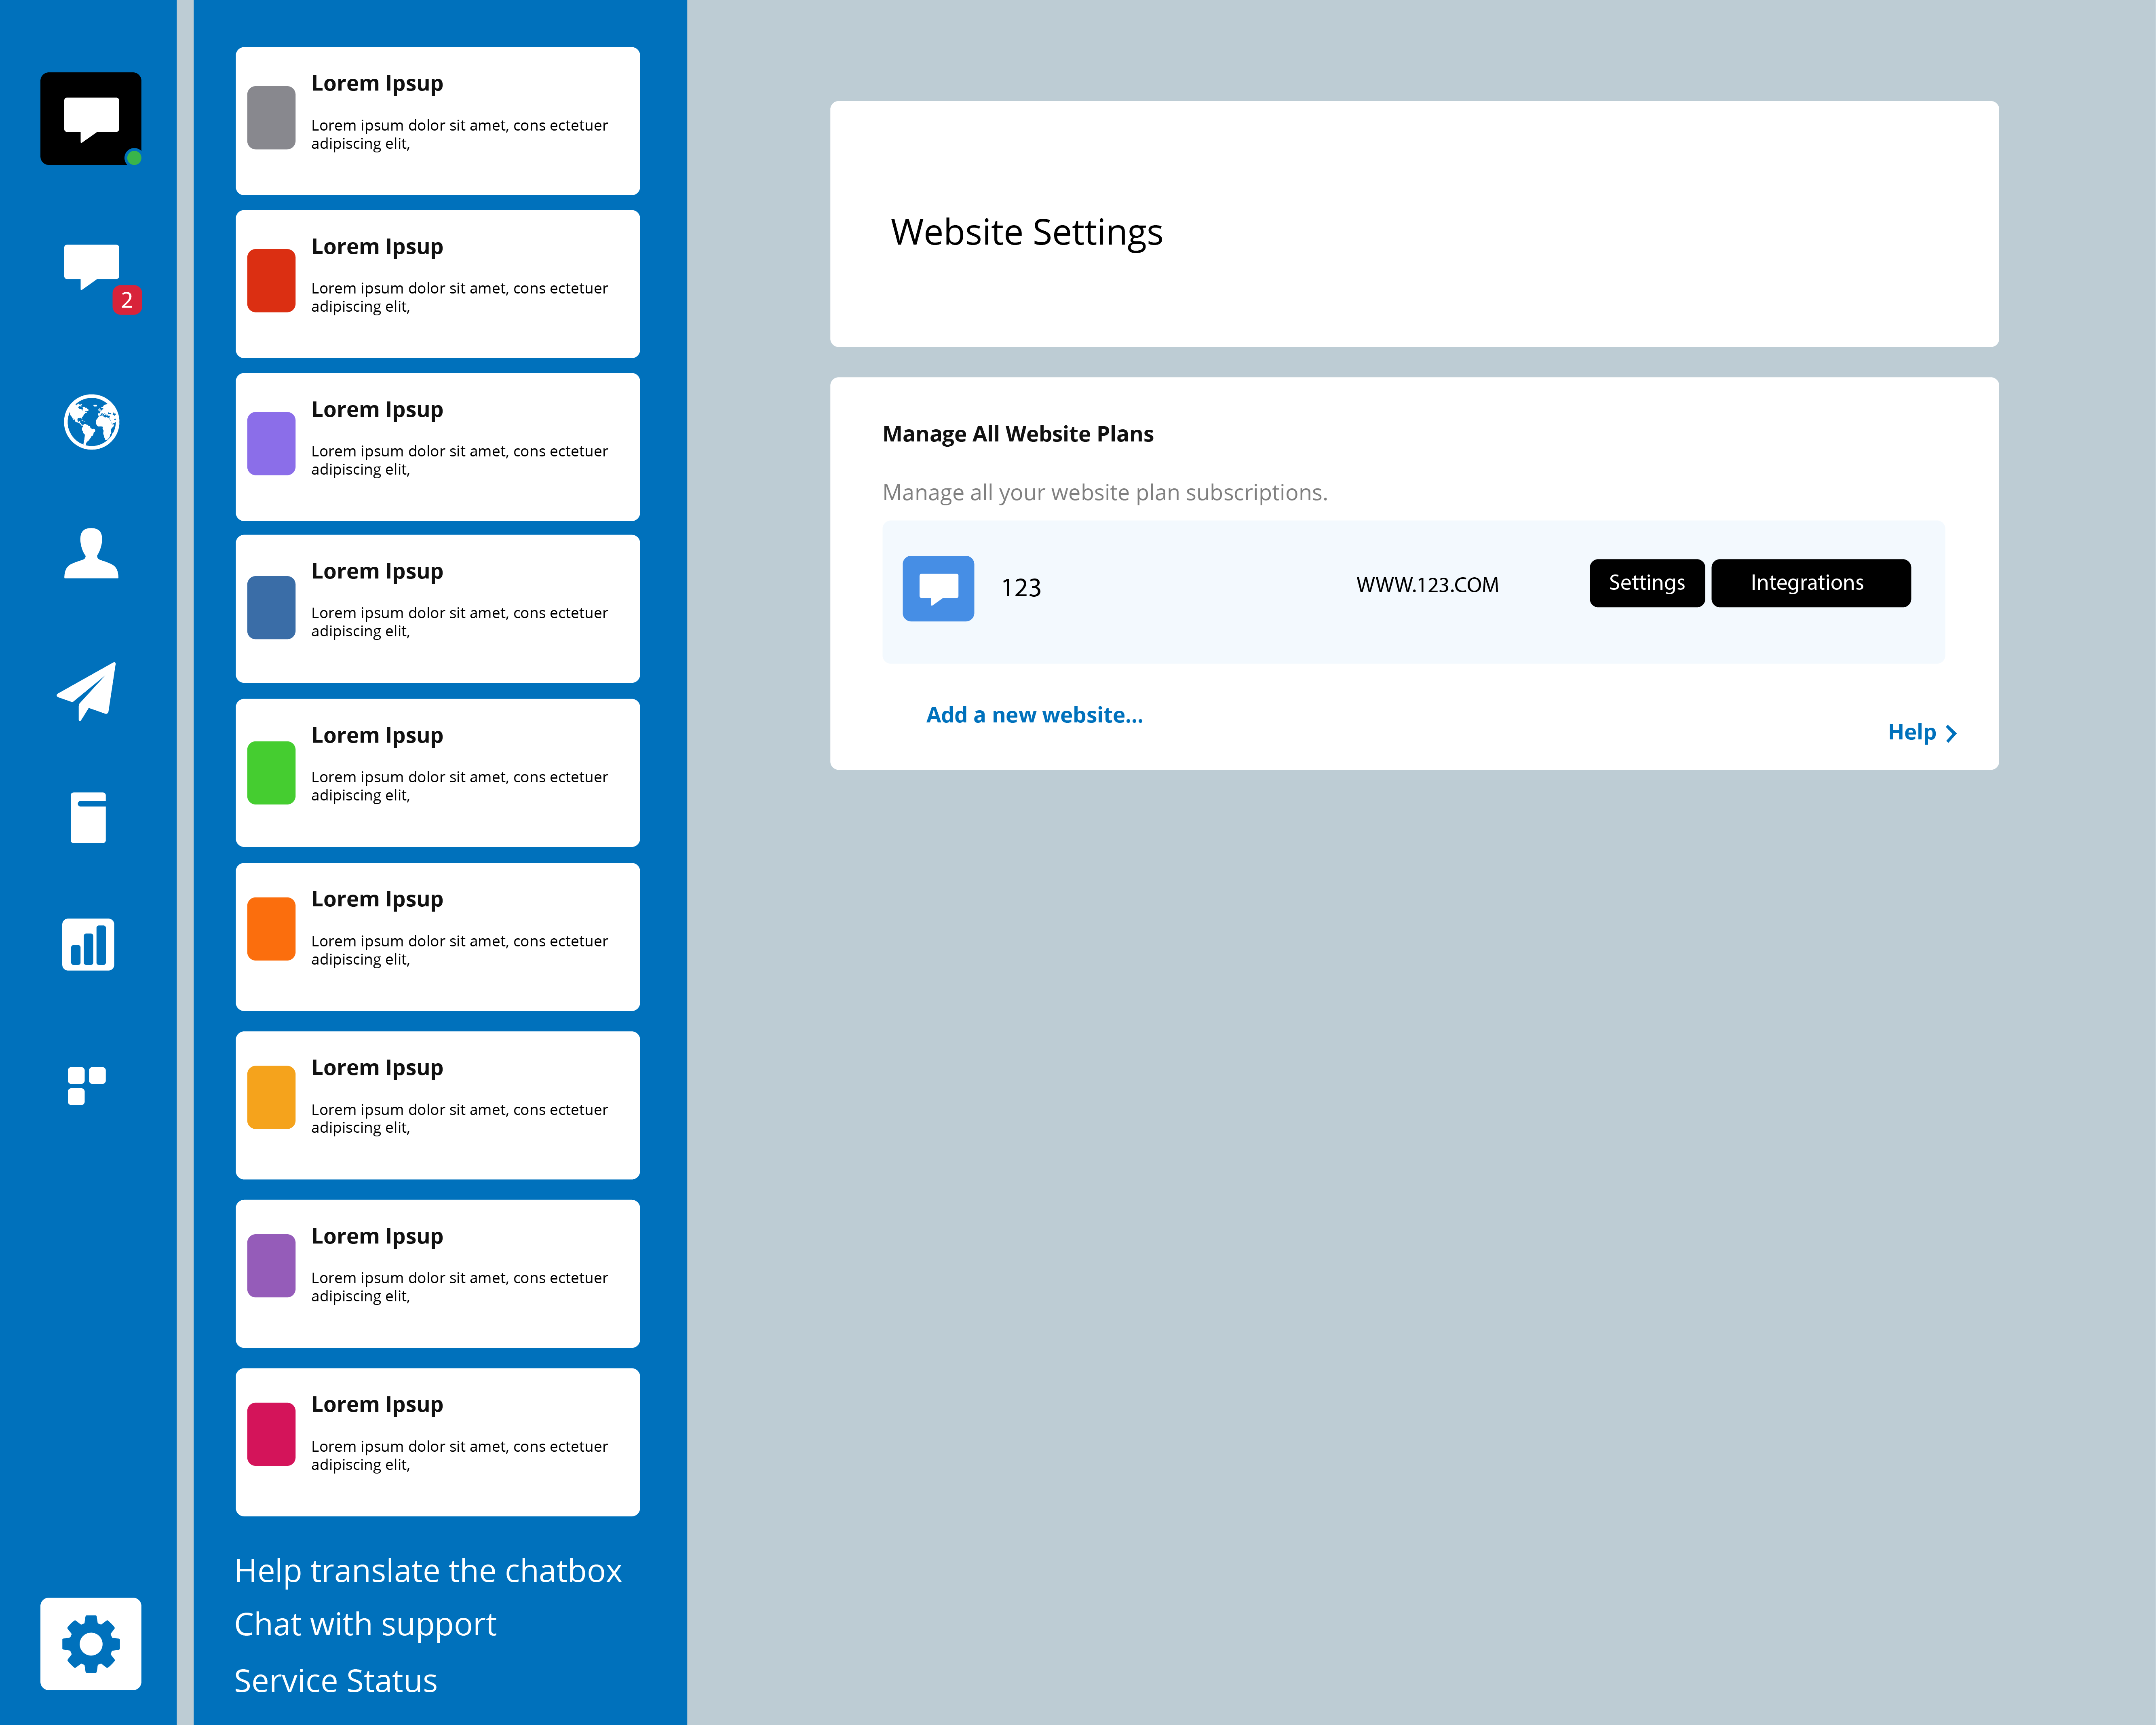 2
Lorem Ipsup
Lorem ipsum dolor sit amet, cons ectetuer
adipiscing elit,
Lorem Ipsup
Lorem ipsum dolor sit amet, cons ectetuer
adipiscing elit,
Lorem Ipsup
Lorem ipsum dolor sit amet, cons ectetuer
adipiscing elit,
Lorem Ipsup
Lorem ipsum dolor sit amet, cons ectetuer
adipiscing elit,
Lorem Ipsup
Lorem ipsum dolor sit amet, cons ectetuer
adipiscing elit,
Lorem Ipsup
Lorem ipsum dolor sit amet, cons ectetuer
adipiscing elit,
Lorem Ipsup
Lorem ipsum dolor sit amet, cons ectetuer
adipiscing elit,
Lorem Ipsup
Lorem ipsum dolor sit amet, cons ectetuer
adipiscing elit,
Lorem Ipsup
Lorem ipsum dolor sit amet, cons ectetuer
adipiscing elit,
Help translate the chatbox
Chat with support
Service Status
Website Settings
Manage All Website Plans
Manage all your website plan subscriptions.
123 WWW.123.COM Settings Integrations
Add a new website...
Help